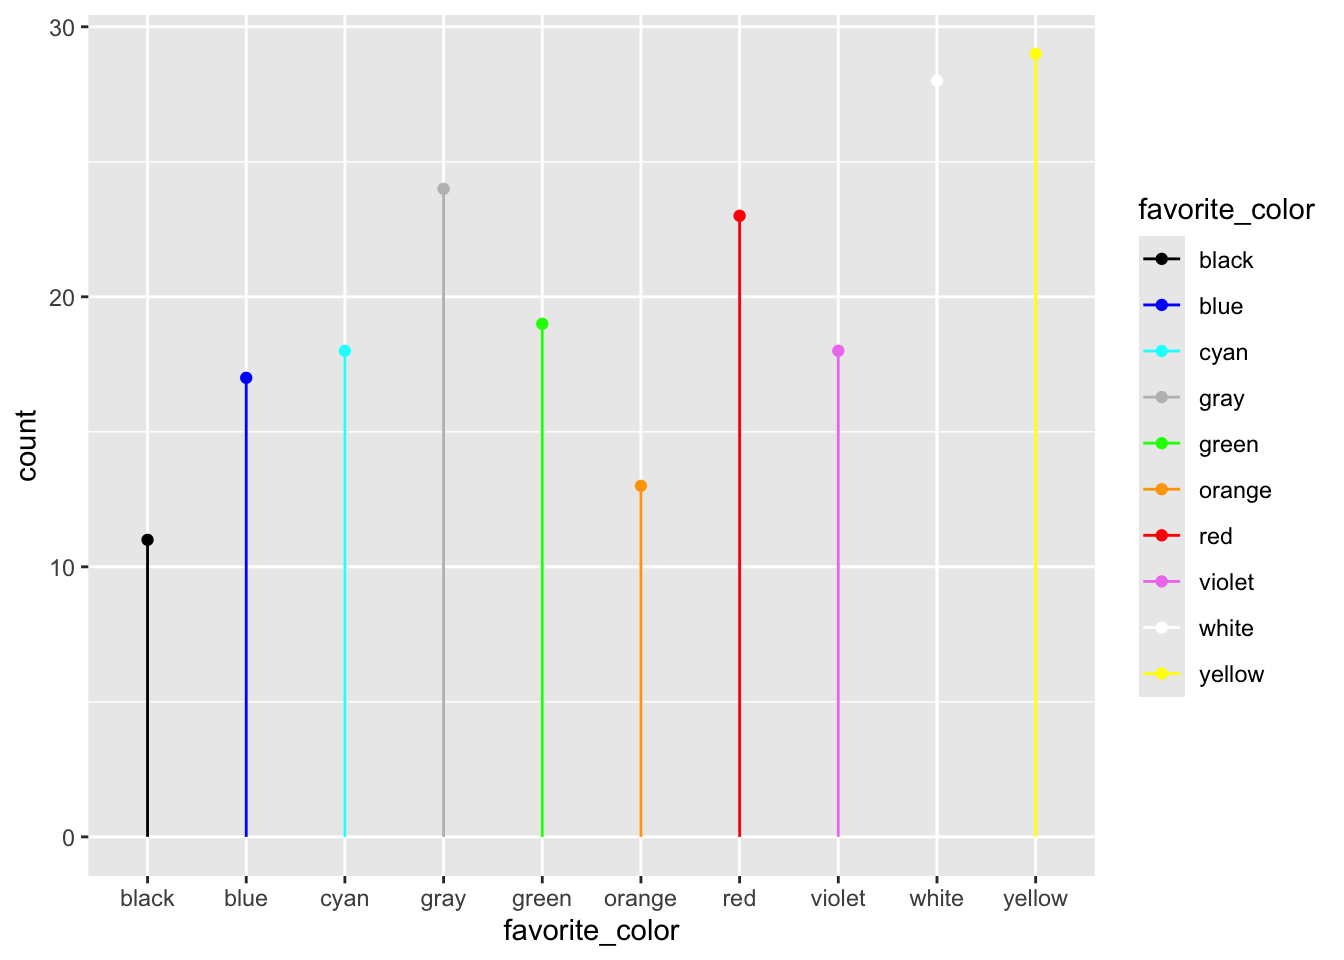 30
20
10
0
count
black blue cyan gray green orange red violet white yellow
favorite_color
favorite_color
black
blue
cyan
gray
green
orange
red
violet
white
yellow